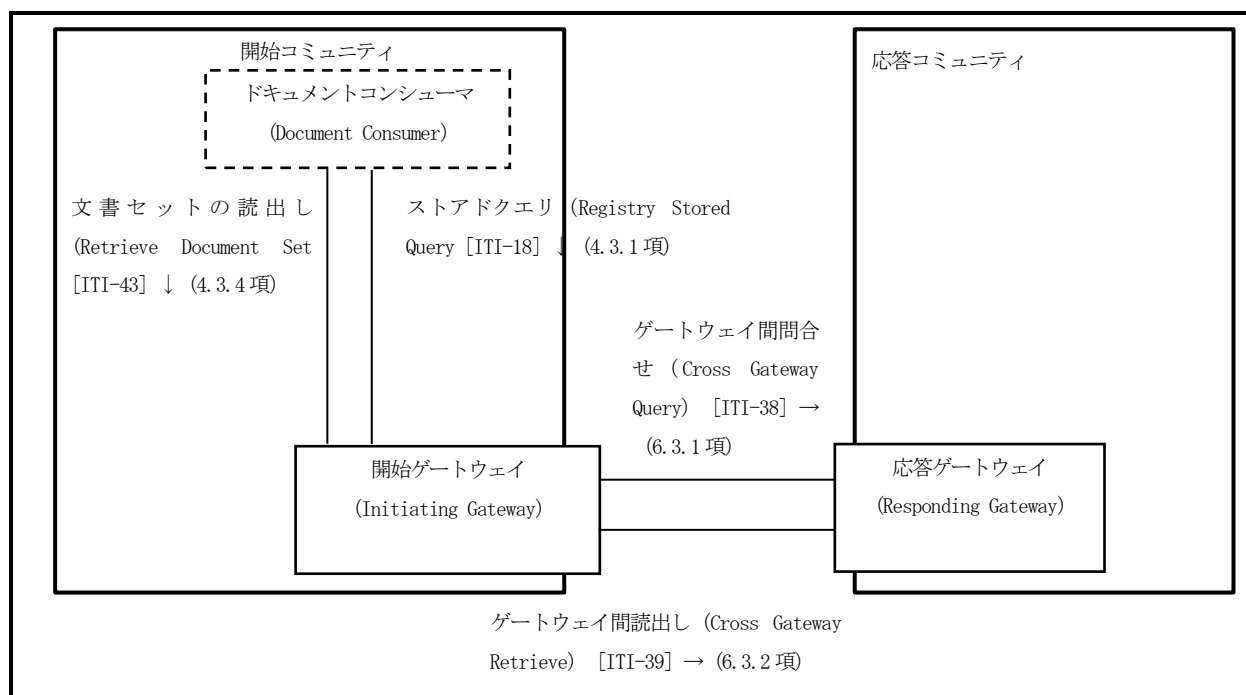 開始コミュニティ
ドキュメントコンシューマ
(Document Consumer)
応答コミュニティ
文書セットの読出し
(Retrieve Document Set
[ITI-43] ↓ (4.3.4項)
ストアドクエリ (Registry Stored
Query [ITI-18] ↓ (4.3.1項)
ゲートウェイ間問合
せ (Cross Gateway
Query) [ITI-38] →
(6.3.1項)
開始ゲートウェイ
(Initiating Gateway)
応答ゲートウェイ
(Responding Gateway)
ゲートウェイ間読出し (Cross Gateway
Retrieve) [ITI-39] → (6.3.2項)